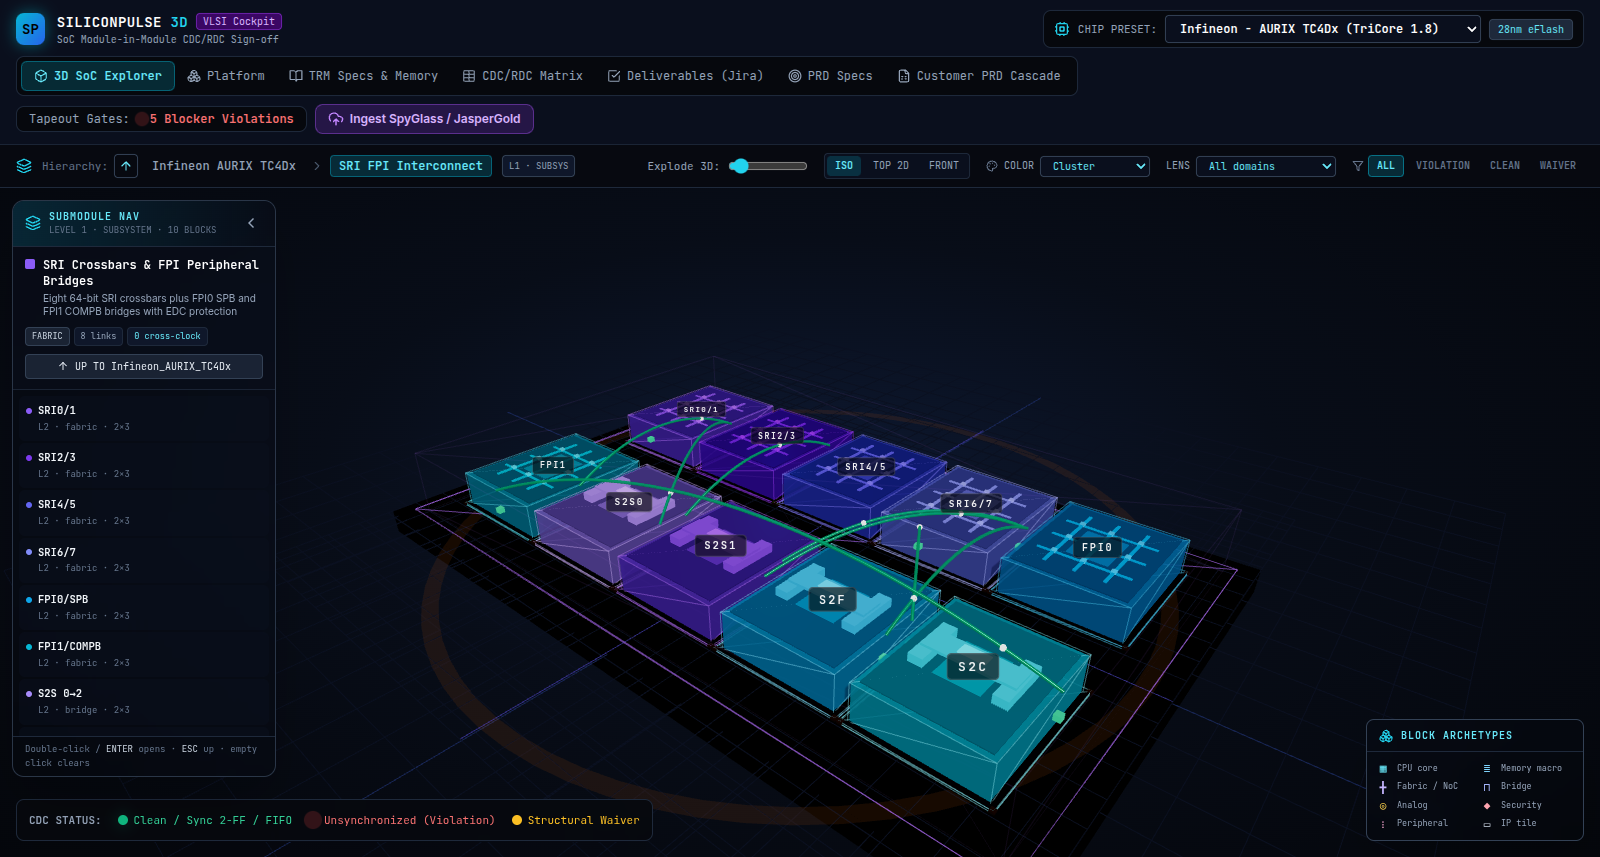 SP
SILICONPULSE 3D
VLSI Cockpit
SoC Module-in-Module CDC/RDC Sign-off
CHIP PRESET:
Infineon - AURIX TC4Dx (TriCore 1.8)
28nm eFlash
3D SoC Explorer
Platform
TRM Specs & Memory
CDC/RDC Matrix
Deliverables (Jira)
PRD Specs
Customer PRD Cascade
Tapeout Gates:
5 Blocker Violations
Ingest SpyGlass / JasperGold
Hierarchy:
Infineon AURIX TC4Dx
SRI FPI Interconnect
L1 · SUBSYS
Explode 3D:
ISO
TOP 2D
FRONT
COLOR
Cluster
LENS
All domains
ALL
VIOLATION
CLEAN
WAIVER
SUBMODULE NAV
LEVEL 1 · SUBSYSTEM · 10 BLOCKS
SRI Crossbars & FPI Peripheral
Bridges
Eight 64-bit SRI crossbars plus FPI0 SPB and
FPI1 COMPB bridges with EDC protection
FABRIC
8 links
0 cross-clock
↑ UP TO Infineon_AURIX_TC4Dx
SRI0/1
L2 · fabric · 2×3
SRI2/3
L2 · fabric · 2×3
SRI4/5
L2 · fabric · 2×3
SRI6/7
L2 · fabric · 2×3
FPI0/SPB
L2 · fabric · 2×3
FPI1/COMPB
L2 · fabric · 2×3
S2S 0→2
L2 · bridge · 2×3
Double-click / ENTER opens · ESC up · empty
click clears
SRI0/1
SRI2/3
FPI1
SRI4/5
S2S0
SRI6/7
S2S1
FPI0
S2F
S2C
CDC STATUS:
Clean / Sync 2-FF / FIFO
Unsynchronized (Violation)
Structural Waiver
BLOCK ARCHETYPES
CPU core
Memory macro
Fabric / NoC
Bridge
Analog
Security
Peripheral
IP tile